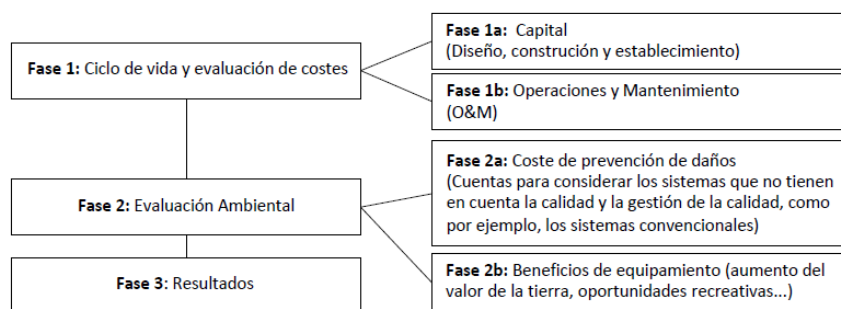 Fase 1: Ciclo de vida y evaluación de costes
Fase 1a: Capital
(Diseño, construción y establecimiento)
Fase 1b: Operaciones y Mantenimiento
(O&M)
Fase 2: Evaluación Ambiental
Fase 2a: Coste de prevención de daños
(Cuentas para considerar los sistemas que no tienen
en cuenta la calidad y la gestión de la calidad, como
por ejemplo, los sistemas convencionales)
Fase 2b: Beneficios de equipamiento (aumento del
valor de la tierra, oportunidades recreativas...)
Fase 3: Resultados